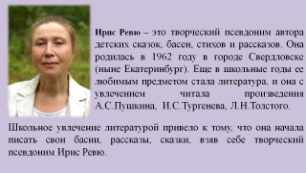 Ирис Ревю – это творческий псевдоним автора
детских сказок, басен, стихов и рассказов. Она
родилась в 1962 году в городе Свердловске
(ныне Екатеринбург). Еще в школьные годы ее
любимым предметом стала литература, и она с
увлечением читала произведения
А.С.Пушкина, И.С.Тургенева, Л.Н.Толстого.
Школьное увлечение литературой привело к тому, что она начала
писать свои басни, рассказы, сказки, взяв себе творческий
псевдоним Ирис Ревю.